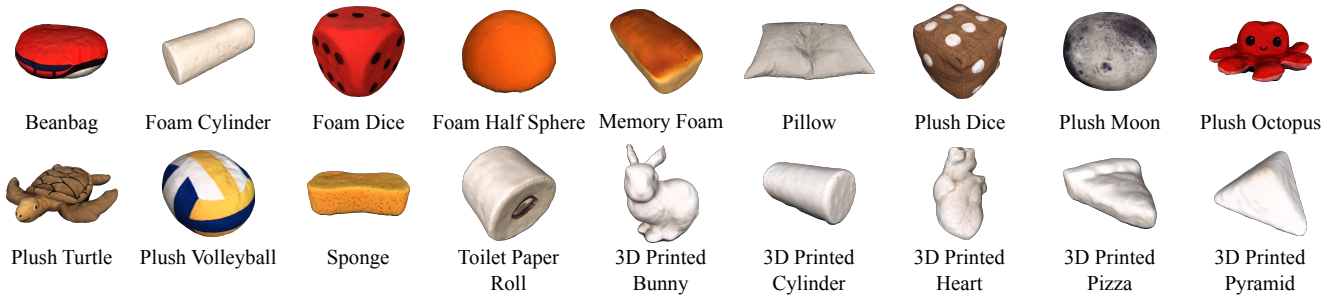 Beanbag
Foam Cylinder
Foam Dice
Foam Half Sphere
Memory Foam
Pillow
Plush Dice
Plush Moon
Plush Octopus
Plush Turtle
Plush Volleyball
Sponge
Toilet Paper
Roll
3D Printed
Bunny
3D Printed
Cylinder
3D Printed
Heart
3D Printed
Pizza
3D Printed
Pyramid